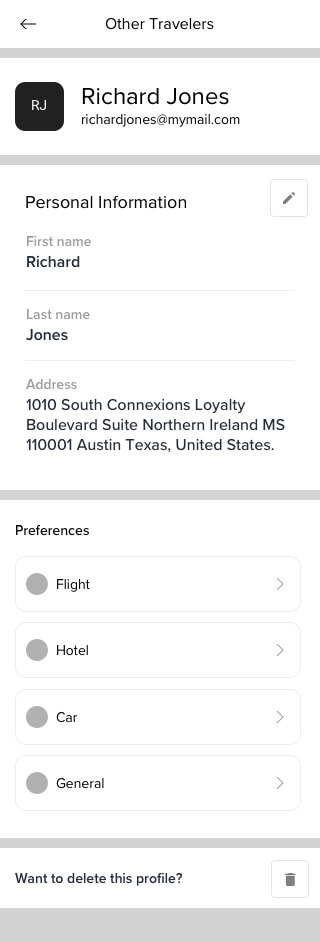 Other Travelers
RJ
Richard Jones
richardjones@mymail.com
Personal Information
First name
Richard
Last name
Jones
Address
1010 South Connexions Loyalty
Boulevard Suite Northern Ireland MS
110001 Austin Texas, United States.
Preferences
Flight
Hotel
Car
General
Want to delete this profile?